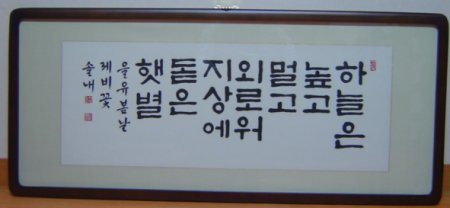 하늘은
높고
멀고
외로워
지상에
돋은
햇별
을유 봄날
제비꽃
솔내